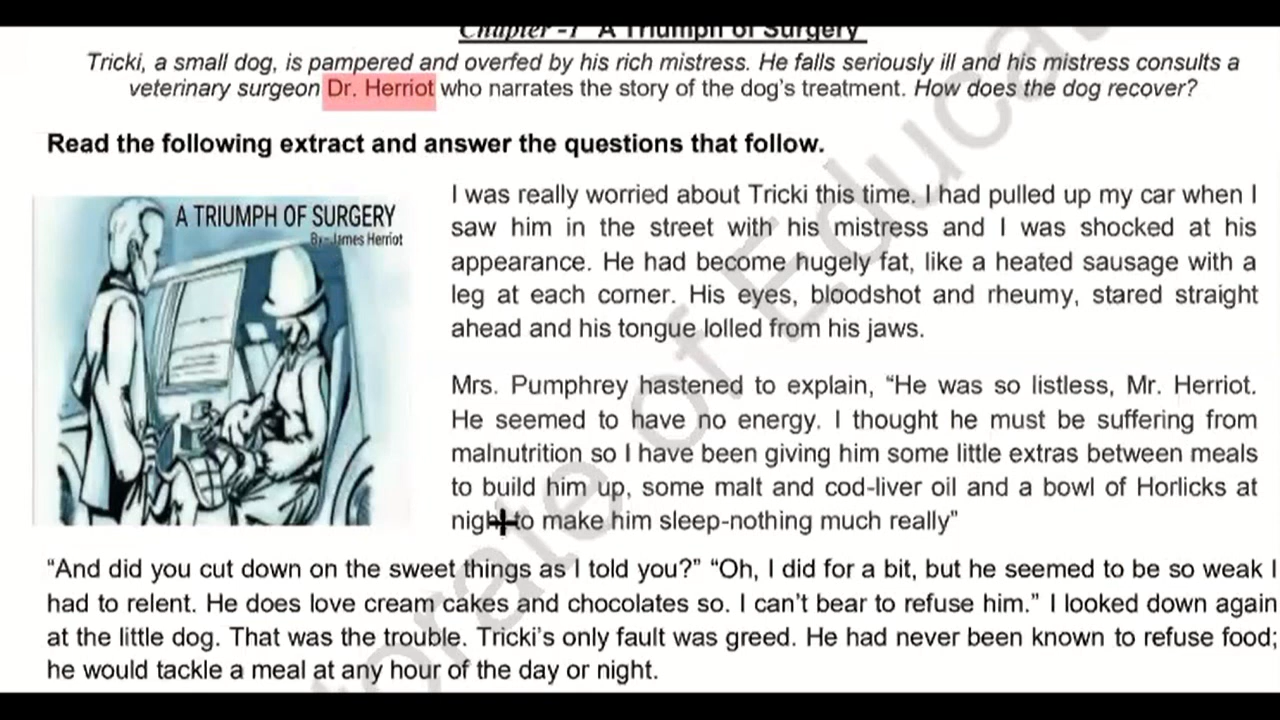 Chapter -1 A Triumph of Surgery
Tricki, a small dog, is pampered and overfed by his rich mistress. He falls seriously ill and his mistress consults a
veterinary surgeon Dr. Herriot who narrates the story of the dog's treatment. How does the dog recover?
Read the following extract and answer the questions that follow.
A TRIUMPH OF SURGERY
By- James Herriot
I was really worried about Tricki this time. I had pulled up my car when I
saw him in the street with his mistress and I was shocked at his
appearance. He had become hugely fat, like a heated sausage with a
leg at each corner. His eyes, bloodshot and rheumy, stared straight
ahead and his tongue lolled from his jaws.
Mrs. Pumphrey hastened to explain, “He was so listless, Mr. Herriot.
He seemed to have no energy. I thought he must be suffering from
malnutrition so I have been giving him some little extras between meals
to build him up, some malt and cod-liver oil and a bowl of Horlicks at
night to make him sleep-nothing much really”
“And did you cut down on the sweet things as I told you?” “Oh, I did for a bit, but he seemed to be so weak I
had to relent. He does love cream cakes and chocolates so. I can't bear to refuse him.” I looked down again
at the little dog. That was the trouble. Tricki's only fault was greed. He had never been known to refuse food;
he would tackle a meal at any hour of the day or night.
orate of Educat